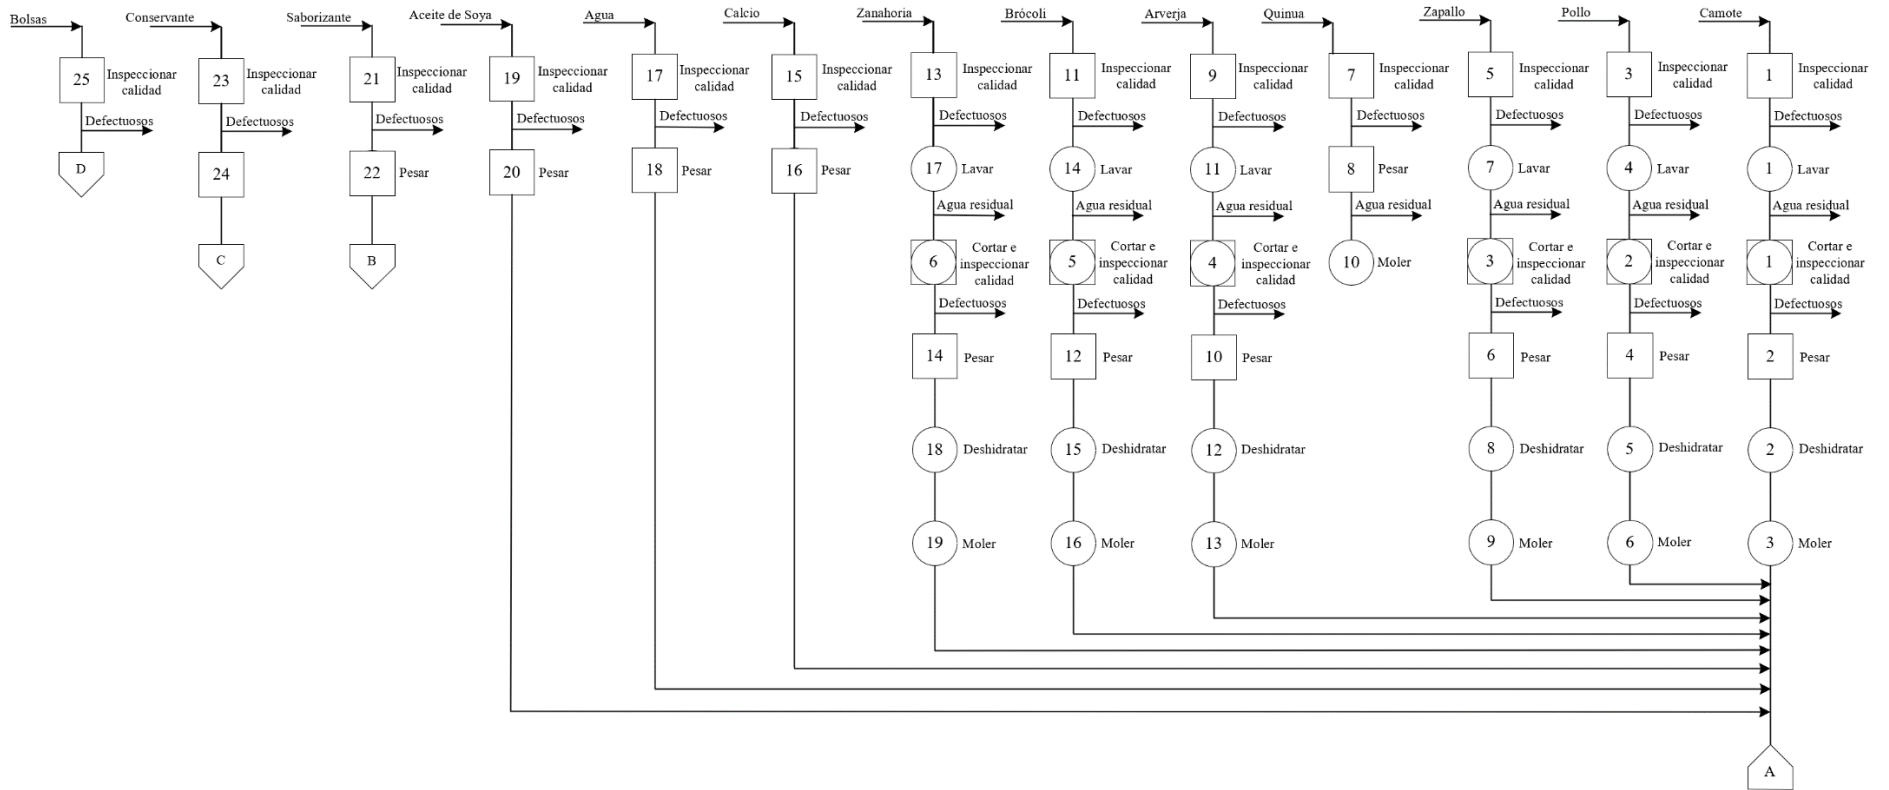 Bolsas
Conservante
Saborizante
Aceite de Soya
Agua
Calcio
Zanahoria
Brócoli
Arverja
Quinua
Zapallo
Pollo
Camote
25
Inspeccionar
calidad
23
Inspeccionar
calidad
21
Inspeccionar
calidad
19
Inspeccionar
calidad
17
Inspeccionar
calidad
15
Inspeccionar
calidad
13
Inspeccionar
calidad
11
Inspeccionar
calidad
9
Inspeccionar
calidad
7
Inspeccionar
calidad
5
Inspeccionar
calidad
3
Inspeccionar
calidad
1
Inspeccionar
calidad
Defectuosos
Defectuosos
Defectuosos
Defectuosos
Defectuosos
Defectuosos
Defectuosos
Defectuosos
Defectuosos
Defectuosos
Defectuosos
Defectuosos
Defectuosos
D
24
22
Pesar
20
Pesar
18
Pesar
16
Pesar
17
Lavar
14
Lavar
11
Lavar
8
Pesar
7
Lavar
4
Lavar
1
Lavar
Agua residual
Agua residual
Agua residual
Agua residual
Agua residual
Agua residual
Agua residual
C
B
6
Cortar e
inspeccionar
calidad
5
Cortar e
inspeccionar
calidad
4
Cortar e
inspeccionar
calidad
10
Moler
3
Cortar e
inspeccionar
calidad
2
Cortar e
inspeccionar
calidad
1
Cortar e
inspeccionar
calidad
Defectuosos
Defectuosos
Defectuosos
Defectuosos
Defectuosos
Defectuosos
14
Pesar
12
Pesar
10
Pesar
6
Pesar
4
Pesar
2
Pesar
18
Deshidratar
15
Deshidratar
12
Deshidratar
8
Deshidratar
5
Deshidratar
2
Deshidratar
19
Moler
16
Moler
13
Moler
9
Moler
6
Moler
3
Moler
A